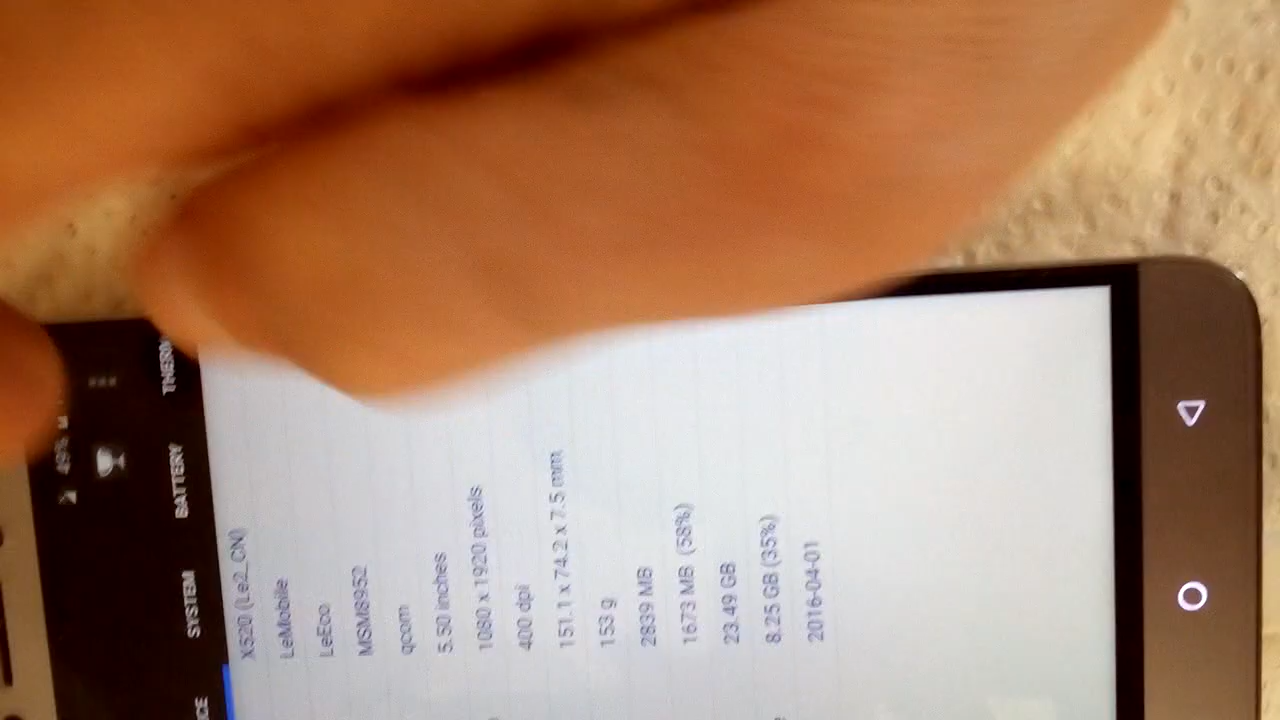 49%
SYSTEM BATTERY
X520 (Le2_CN)
LeMobile
LeEco
MSM8952
qcom
5.50 inches
1080 x 1920 pixels
400 dpi
151.1 x 74.2 x 7.5 mm
153 g
2839 MB
1673 MB (58%)
23.49 GB
8.25 GB (35%)
2016-04-01